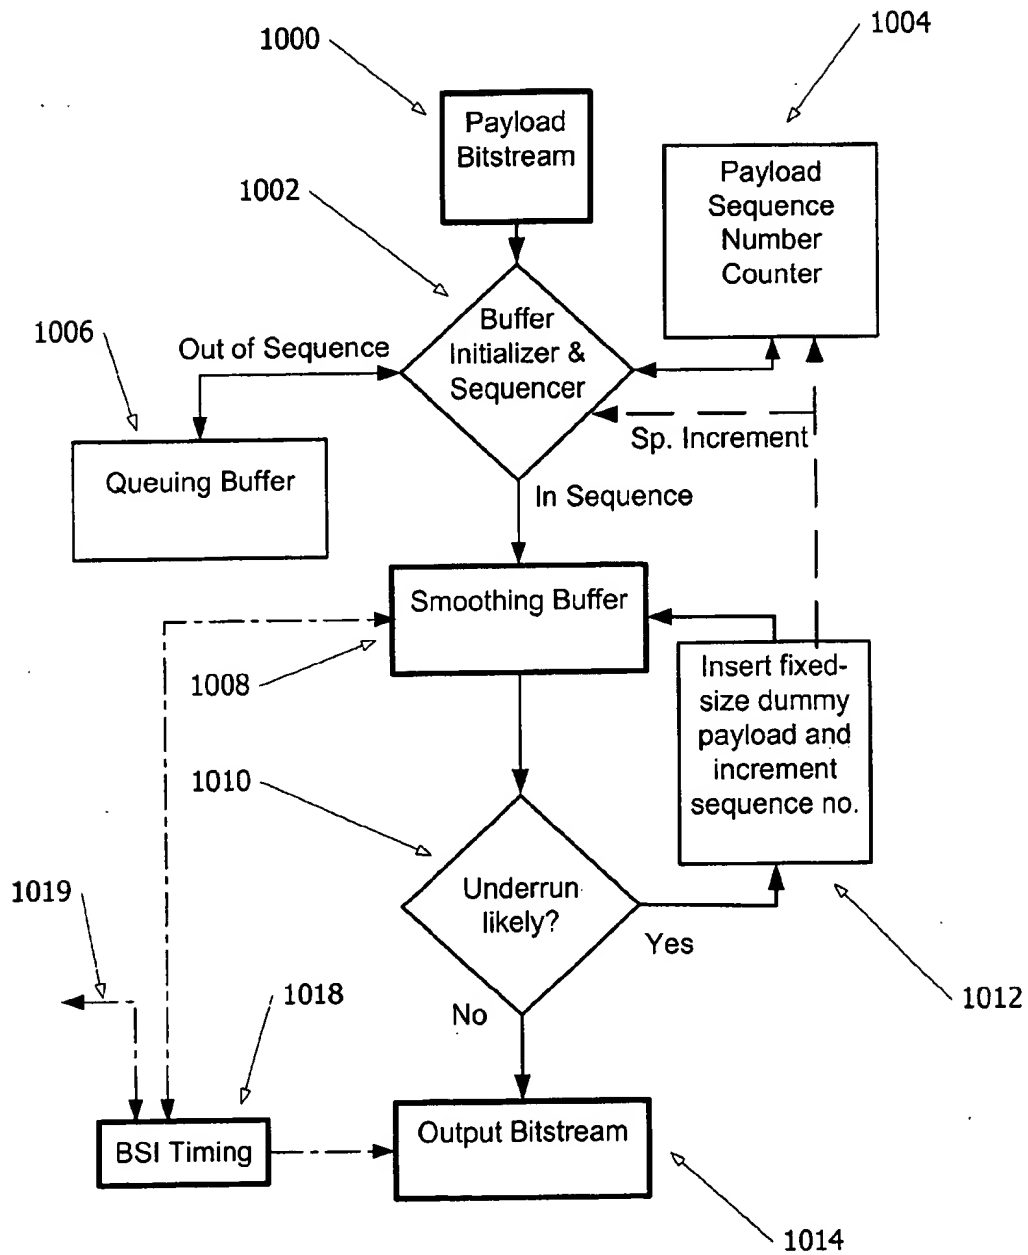 1000
1004
Payload
Bitstream
1002
Payload
Sequence
Number
Counter
1006
Out of Sequence
Buffer
Initializer &
Sequencer
Sp. Increment
Queuing Buffer
In Sequence
Smoothing Buffer
1008
Insert fixed-
size dummy
payload and
increment
sequence no.
1010
Underrun
likely?
Yes
1019
1018
No
1012
BSI Timing
Output Bitstream
1014